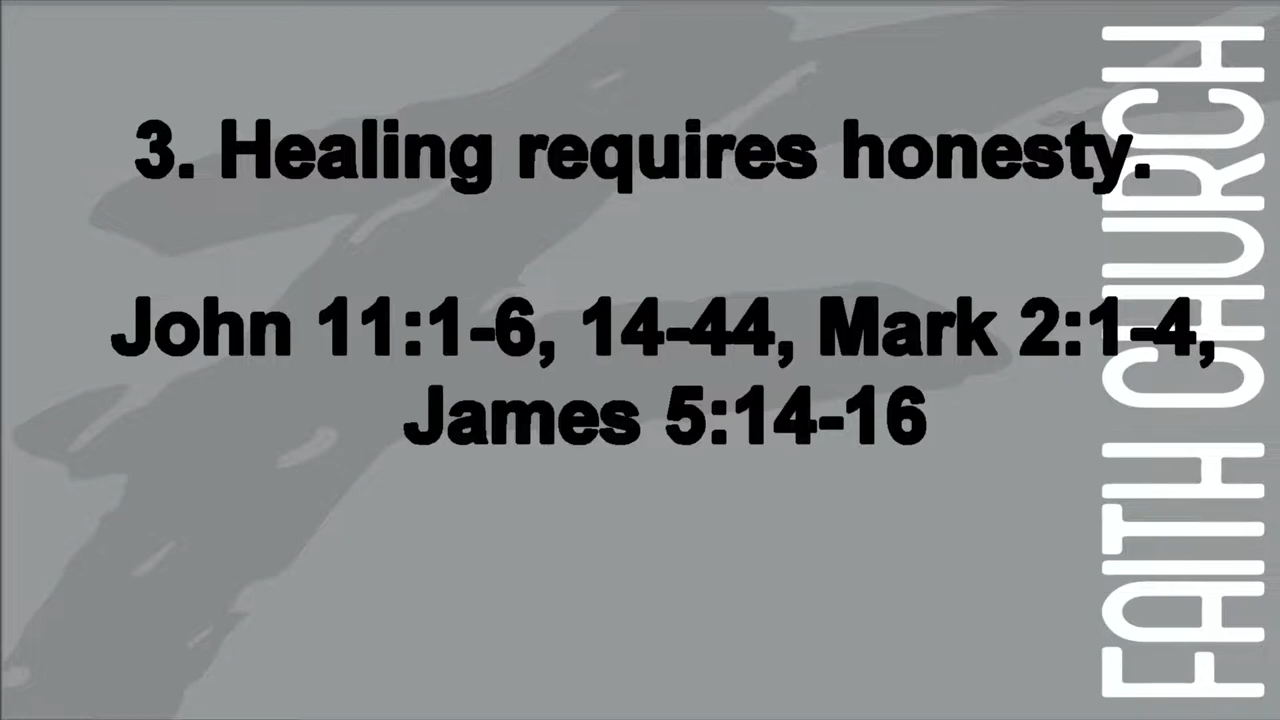 3. Healing requires honesty.
John 11:1-6, 14-44, Mark 2:1-4,
James 5:14-16
FAITH CHURCH